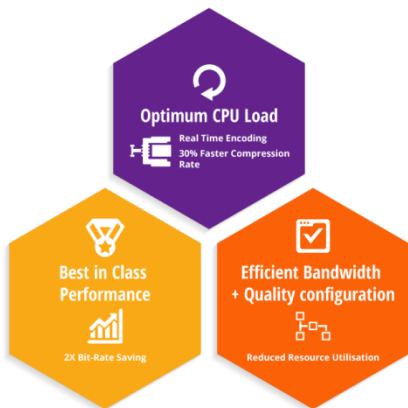 Optimum CPU Load
Real Time Encoding
30% Faster Compression
Rate
Best in Class
Performance
2X Bit-Rate Saving
Efficient Bandwidth
+ Quality configuration
Reduced Resource Utilisation